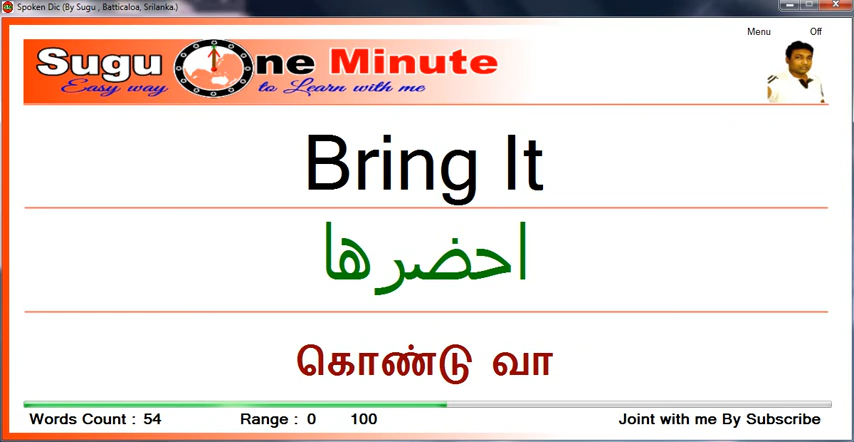 Spoken Dic (By Sugu , Batticaloa, Srilanka.)
Menu Off
Sugu One Minute
Easy way to Learn with me
Bring It
احضرها
கொண்டு வா
Words Count : 54 Range : 0 100 Joint with me By Subscribe